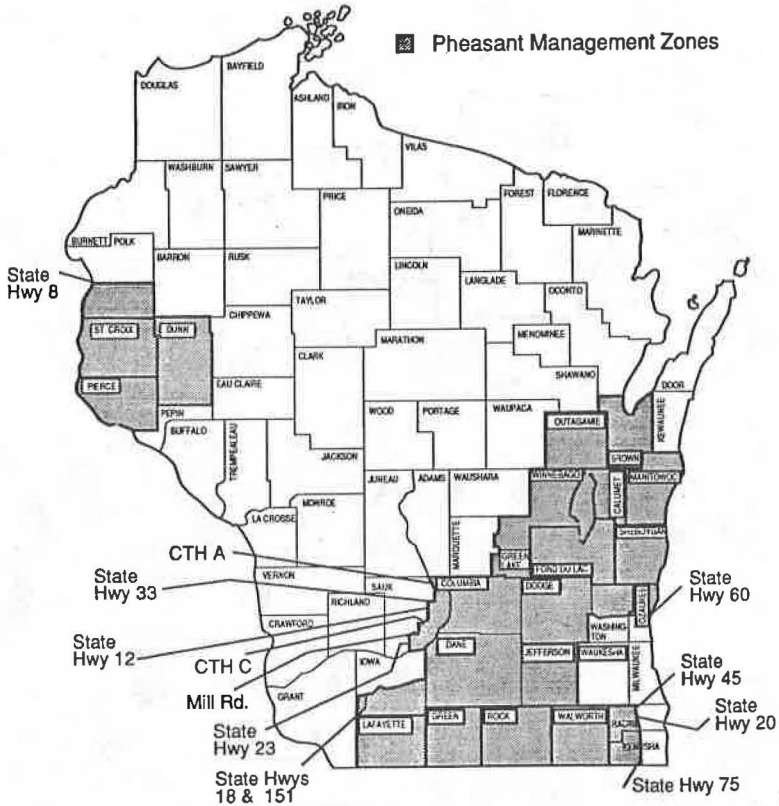 Pheasant Management Zones
DOUGLAS
BAYFIELD
ASHLAND
IRON
VILAS
WASHBURN
SAWYER
PRICE
ONEIDA
FOREST
FLORENCE
MARINETTE
BURNETT
POLK
BARRON
RUSK
LINCOLN
LANGLADE
OCONTO
State
Hwy 8
TAYLOR
CHIPPEWA
ST CROIX
DUNN
MARATHON
MENOMINEE
SHAWANO
CLARK
DOOR
PIERCE
EAU CLAIRE
PEPIN
BUFFALO
TREMPEALEAU
WOOD
PORTAGE
WAUPACA
OUTAGAMIE
KEWAUNEE
BROWN
JACKSON
JUNEAU
ADAMS
WAUSHARA
WINNEBAGO
CALUMET
MANITOWOC
MONROE
LA CROSSE
MARQUETTE
GREEN
LAKE
FOND DU LAC
SHEBOYGAN
CTH A
VERNON
SAUK
COLUMBIA
DODGE
State
Hwy 33
RICHLAND
CRAWFORD
OZAUKEE
WASHING-
TON
State
Hwy 60
State
Hwy 12
CTH C
Mill Rd.
IOWA
DANE
JEFFERSON
WAUKESHA
MILWAUKEE
GRANT
State
Hwy 45
State
Hwy 20
State
Hwy 23
LAFAYETTE
GREEN
ROCK
WALWORTH
RACINE
KENOSHA
State Hwys
18 & 151
State Hwy 75